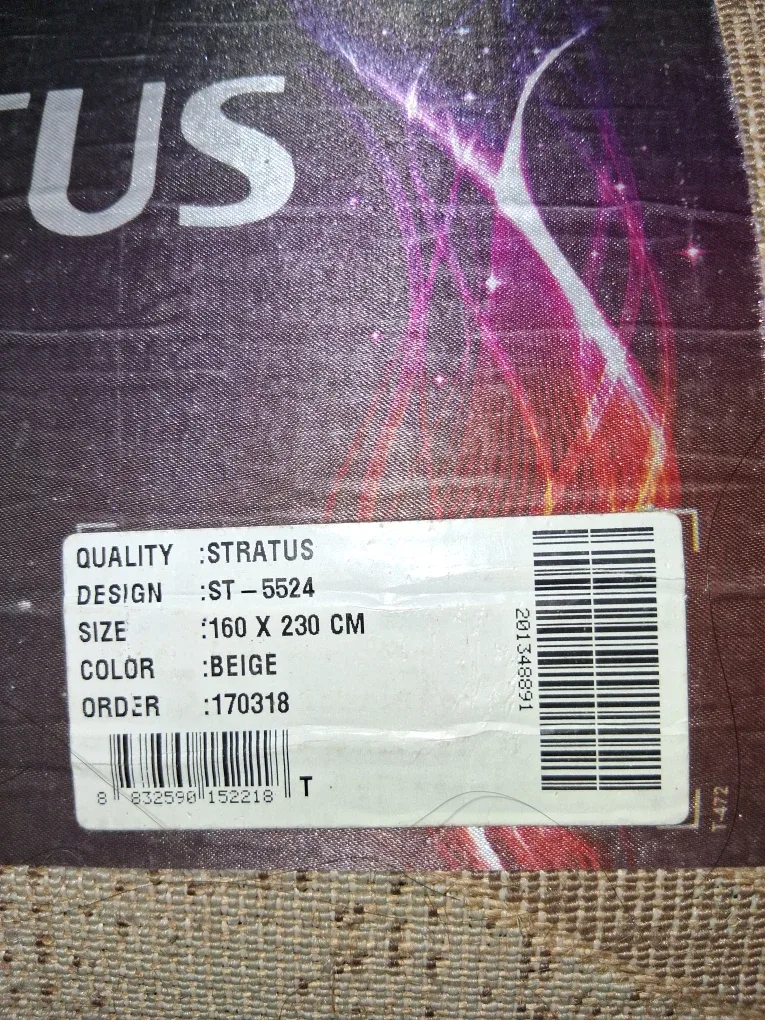 TUS
QUALITY :STRATUS
DESIGN :ST-5524
SIZE :160 X 230 CM
COLOR :BEIGE
ORDER :170318
8 832590 152218 T
201348891
T-472